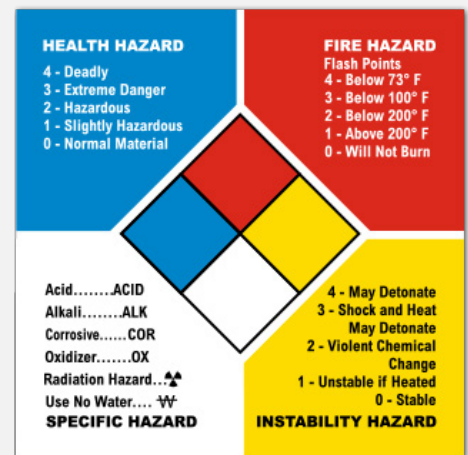 HEALTH HAZARD
4 - Deadly
3 - Extreme Danger
2 - Hazardous
1 - Slightly Hazardous
0 - Normal Material
FIRE HAZARD
Flash Points
4 - Below 73° F
3 - Below 100° F
2 - Below 200° F
1 - Above 200° F
0 - Will Not Burn
Acid........ACID
Alkali........ALK
Corrosive......COR
Oxidizer.......OX
Radiation Hazard...☢
Use No Water.... W̶
SPECIFIC HAZARD
4 - May Detonate
3 - Shock and Heat
May Detonate
2 - Violent Chemical
Change
1 - Unstable if Heated
0 - Stable
INSTABILITY HAZARD